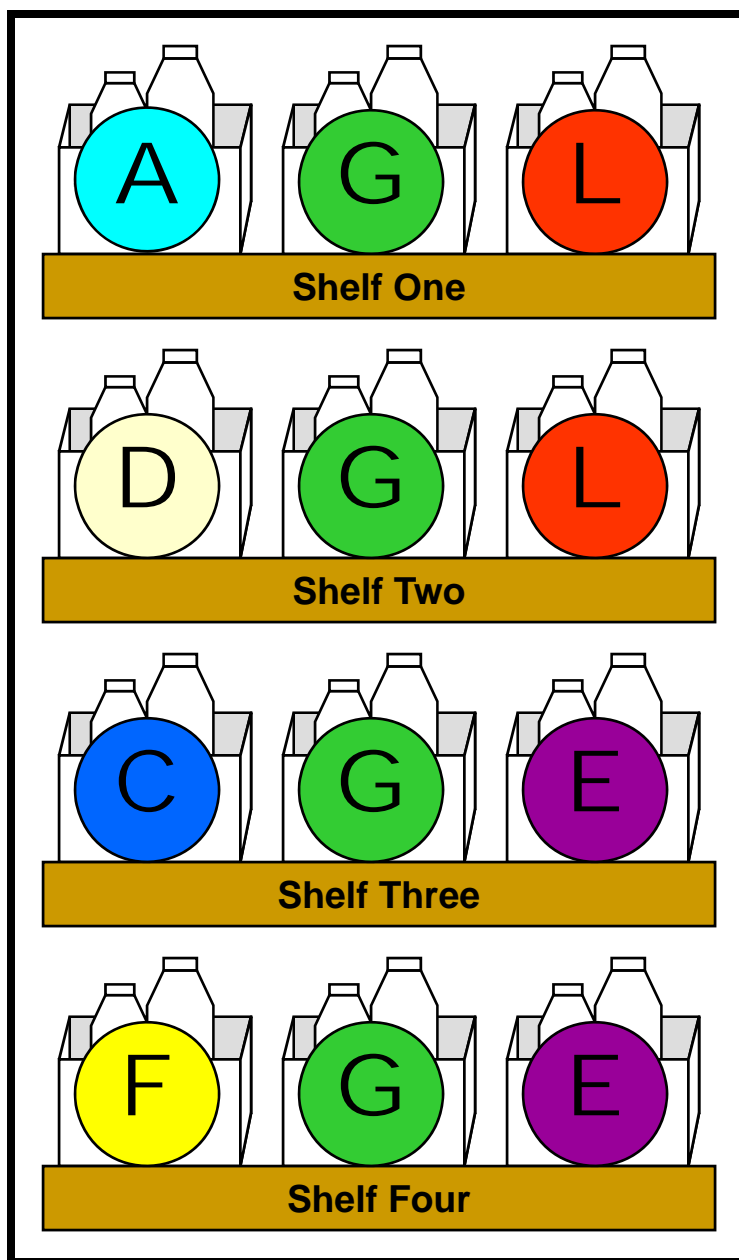 A G L
Shelf One
D G L
Shelf Two
C G E
Shelf Three
F G E
Shelf Four